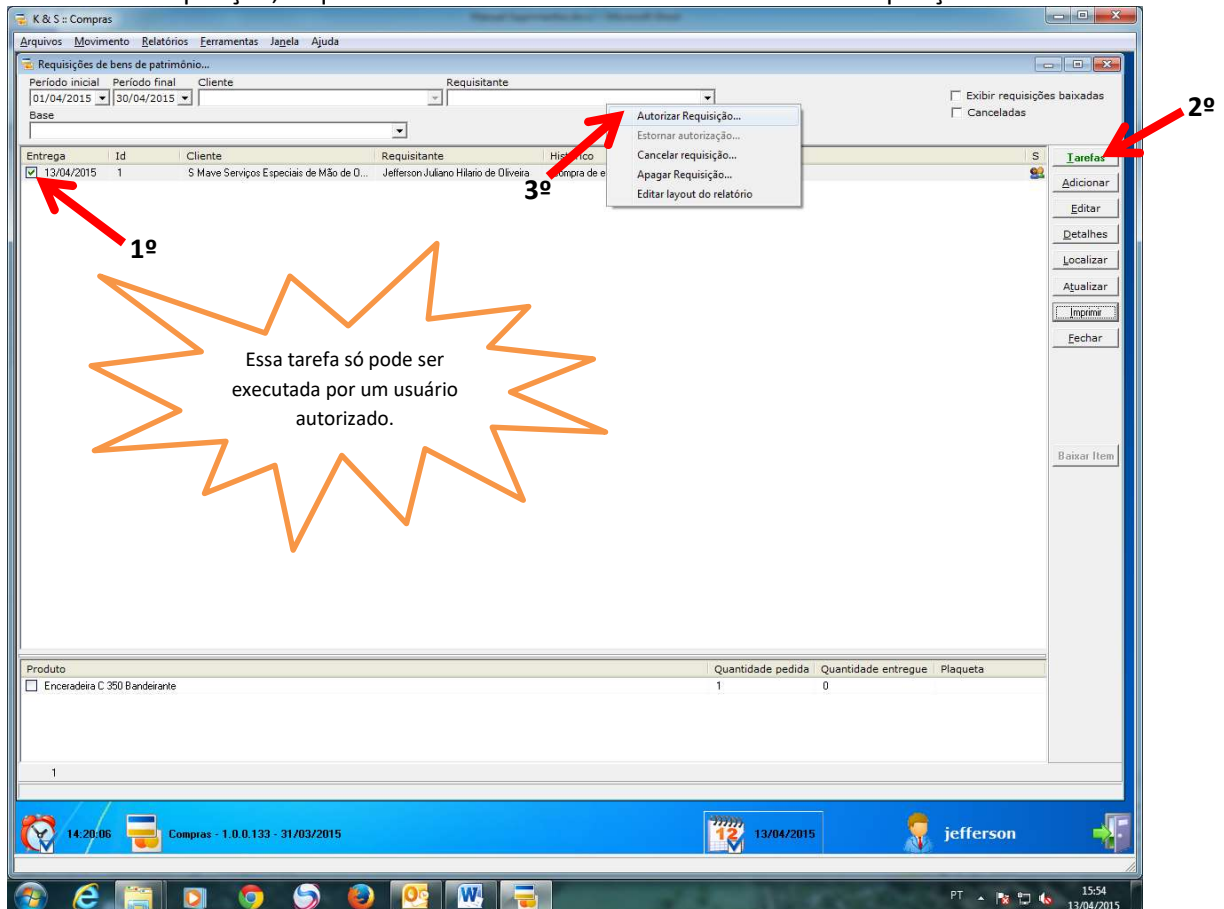 K & S :: Compras
Arquivos Movimento Relatórios Ferramentas Janela Ajuda
Requisições de bens de patrimônio...
Período inicial Período final Cliente Requisitante
01/04/2015 30/04/2015
Exibir requisições baixadas
Canceladas
2º
Base
Autorizar Requisição...
Estornar autorização...
Cancelar requisição...
Apagar Requisição...
Editar layout do relatório
Entrega Id Cliente Requisitante Histórico S
13/04/2015 1 S Mave Serviços Especiais de Mão de O... Jefferson Juliano Hilario de Oliveira Compra de e
3º
1º
Tarefas
Adicionar
Editar
Detalhes
Localizar
Atualizar
Imprimir
Fechar
Baixar Item
Essa tarefa só pode ser
executada por um usuário
autorizado.
Produto Quantidade pedida Quantidade entregue Plaqueta
Enceradeira C 350 Bandeirante 1 0
1
14:20:06 Compras - 1.0.0.133 - 31/03/2015 12 13/04/2015 jefferson
PT 15:54
13/04/2015